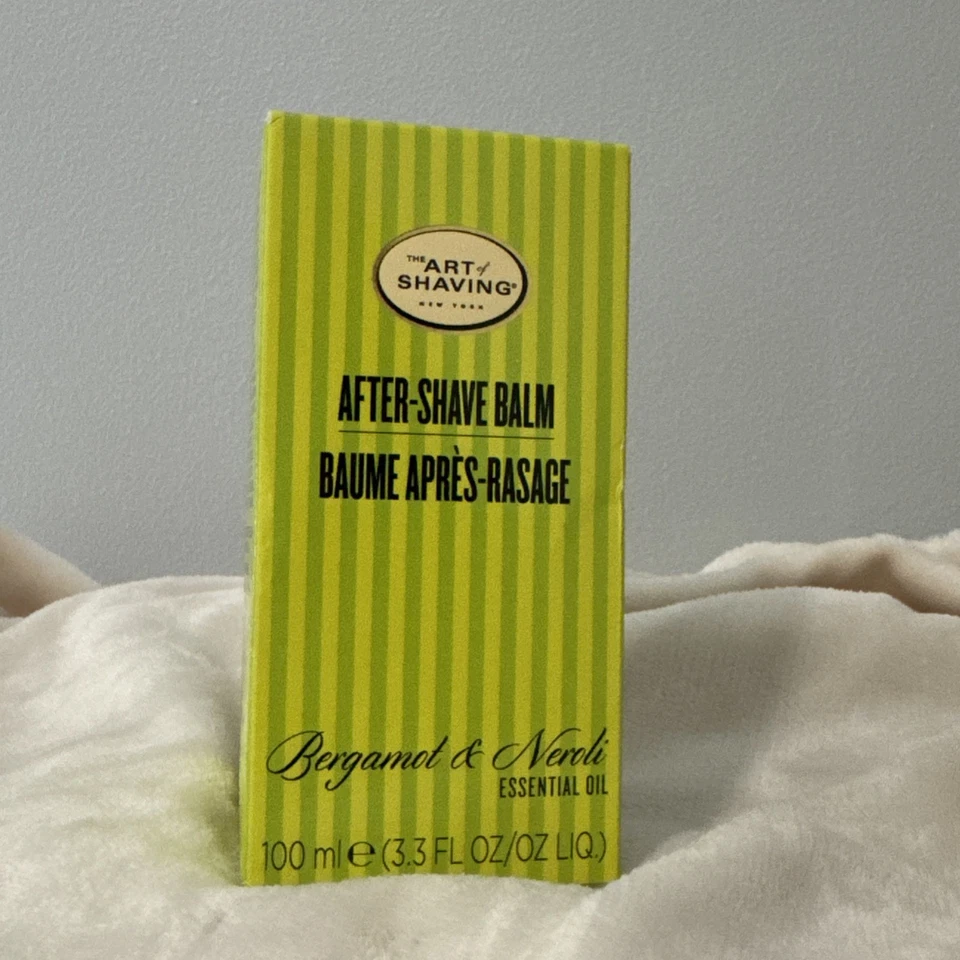 THE ART of
SHAVING®
NEW YORK
AFTER-SHAVE BALM
BAUME APRÈS-RASAGE
Bergamot & Neroli
ESSENTIAL OIL
100 ml ℮ (3.3 FL OZ/OZ LIQ.)